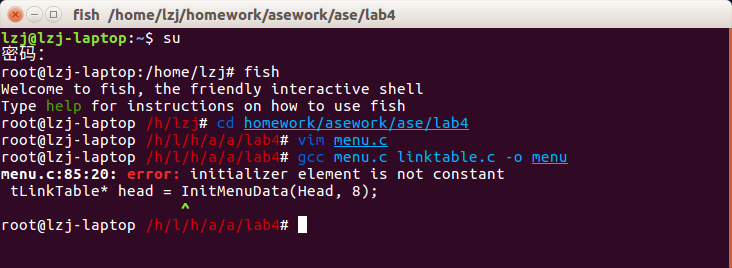 fish /home/lzj/homework/asework/ase/lab4
lzj@lzj-laptop:~$ su
密码：
root@lzj-laptop:/home/lzj# fish
Welcome to fish, the friendly interactive shell
Type help for instructions on how to use fish
root@lzj-laptop /h/lzj# cd homework/asework/ase/lab4
root@lzj-laptop /h/l/h/a/a/lab4# vim menu.c
root@lzj-laptop /h/l/h/a/a/lab4# gcc menu.c linktable.c -o menu
menu.c:85:20: error: initializer element is not constant
 tLinkTable* head = InitMenuData(Head, 8);
                    ^
root@lzj-laptop /h/l/h/a/a/lab4#